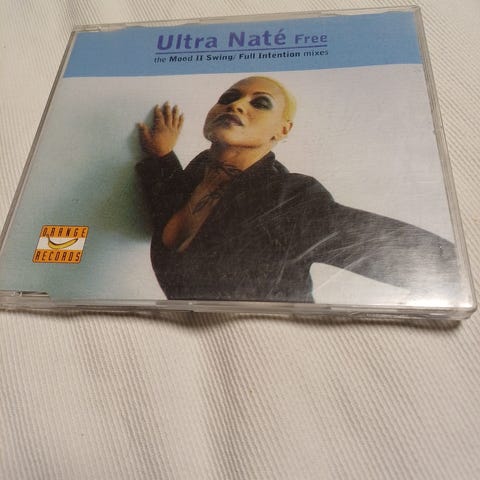 Ultra Naté Free
the Mood II Swing/ Full Intention mixes
ORANGE
RECORDS